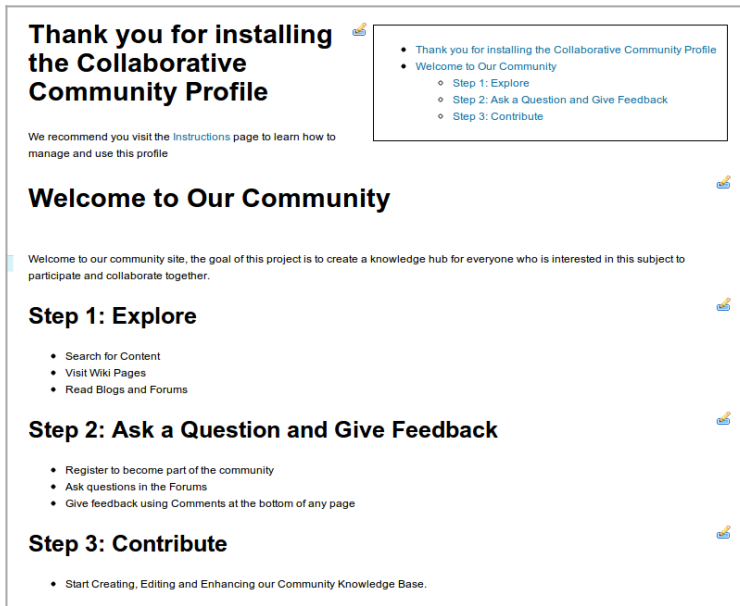 Thank you for installing
the Collaborative
Community Profile
We recommend you visit the Instructions page to learn how to
manage and use this profile
Thank you for installing the Collaborative Community Profile
Welcome to Our Community
Step 1: Explore
Step 2: Ask a Question and Give Feedback
Step 3: Contribute
Welcome to Our Community
Welcome to our community site, the goal of this project is to create a knowledge hub for everyone who is interested in this subject to
participate and collaborate together.
Step 1: Explore
Search for Content
Visit Wiki Pages
Read Blogs and Forums
Step 2: Ask a Question and Give Feedback
Register to become part of the community
Ask questions in the Forums
Give feedback using Comments at the bottom of any page
Step 3: Contribute
Start Creating, Editing and Enhancing our Community Knowledge Base.